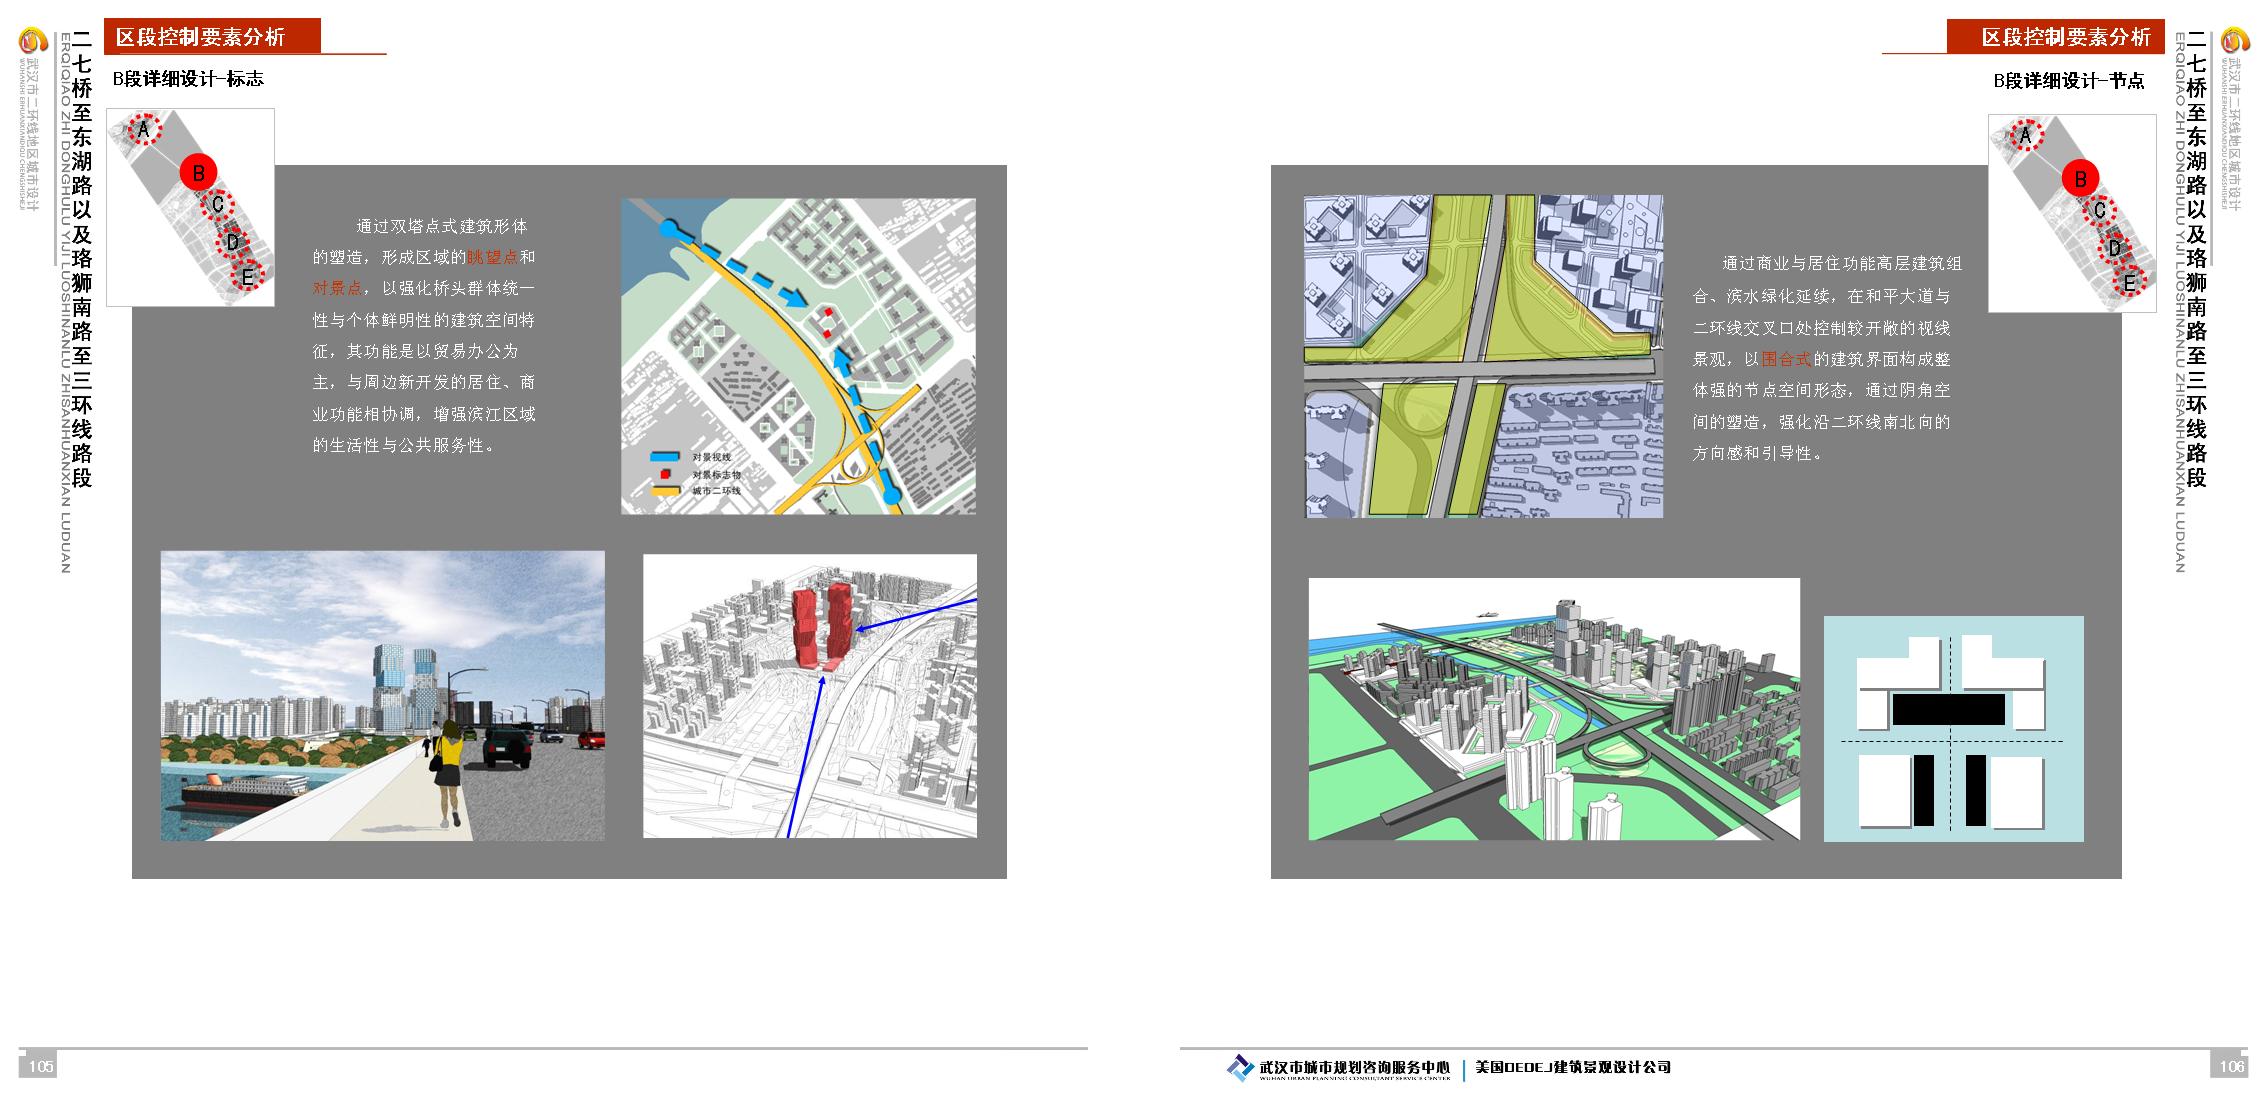 区段控制要素分析
B段详细设计-标志
武汉市二环线地区城市设计
WUHANSHI ERHUANXIANDIQU CHENGSHISHEJI
二七桥至东湖路以及珞狮南路至三环线路段
ERQIQIAO ZHI DONGHULU YIJI LUOSHINANLU ZHISANHUANXIAN LUDUAN
A
B
C
D
E
通过双塔点式建筑形体
的塑造，形成区域的眺望点和
对景点，以强化桥头群体统一
性与个体鲜明性的建筑空间特
征，其功能是以贸易办公为
主，与周边新开发的居住、商
业功能相协调，增强滨江区域
的生活性与公共服务性。
对景视线
对景标志物
城市二环线
105
区段控制要素分析
B段详细设计-节点
武汉市二环线地区城市设计
WUHANSHI ERHUANXIANDIQU CHENGSHISHEJI
二七桥至东湖路以及珞狮南路至三环线路段
ERQIQIAO ZHI DONGHULU YIJI LUOSHINANLU ZHISANHUANXIAN LUDUAN
A
B
C
D
E
通过商业与居住功能高层建筑组
合、滨水绿化延续，在和平大道与
二环线交叉口处控制较开敞的视线
景观，以围合式的建筑界面构成整
体强的节点空间形态，通过阴角空
间的塑造，强化沿二环线南北向的
方向感和引导性。
武汉市城市规划咨询服务中心
WUHAN URBAN PLANNING CONSULTANT SERVICE CENTER
美国DEDEJ建筑景观设计公司
106